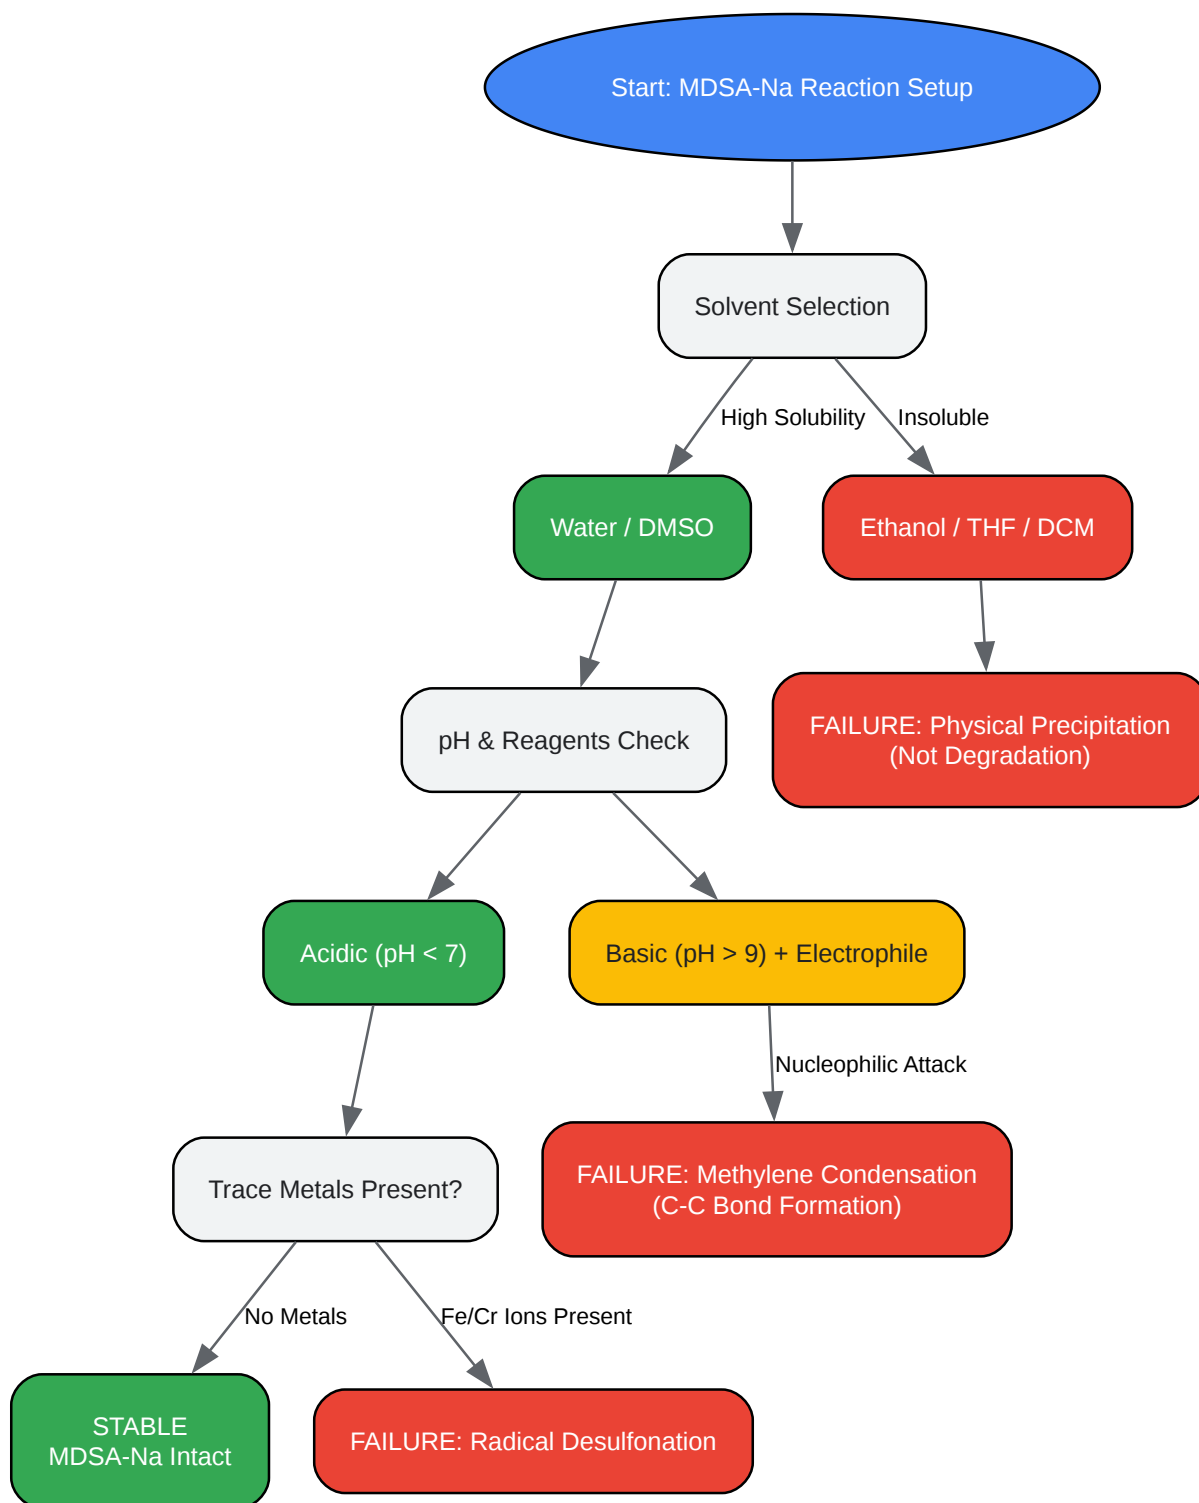 Start: MDSA-Na Reaction Setup
Solvent Selection
High Solubility
Insoluble
Water / DMSO
Ethanol / THF / DCM
pH & Reagents Check
FAILURE: Physical Precipitation
(Not Degradation)
Acidic (pH < 7)
Basic (pH > 9) + Electrophile
Nucleophilic Attack
Trace Metals Present?
FAILURE: Methylene Condensation
(C-C Bond Formation)
No Metals
Fe/Cr Ions Present
STABLE
MDSA-Na Intact
FAILURE: Radical Desulfonation